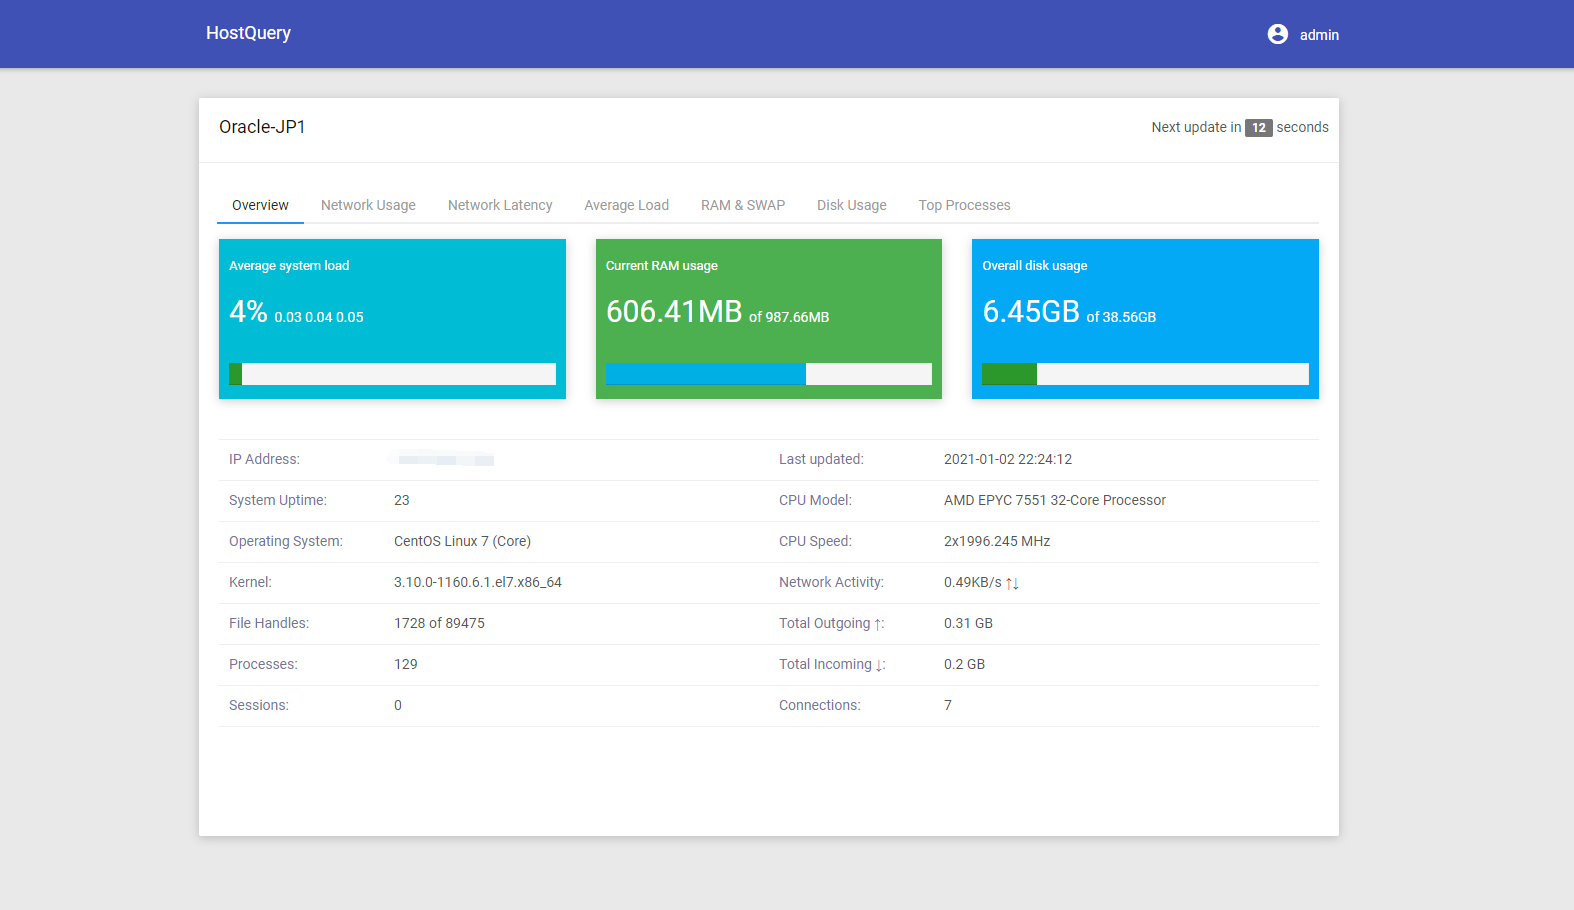 HostQuery
admin
Oracle-JP1
Next update in 12 seconds
Overview Network Usage Network Latency Average Load RAM & SWAP Disk Usage Top Processes
Average system load
4% 0.03 0.04 0.05
Current RAM usage
606.41MB of 987.66MB
Overall disk usage
6.45GB of 38.56GB
IP Address:
Last updated: 2021-01-02 22:24:12
System Uptime: 23
CPU Model: AMD EPYC 7551 32-Core Processor
Operating System: CentOS Linux 7 (Core)
CPU Speed: 2x1996.245 MHz
Kernel: 3.10.0-1160.6.1.el7.x86_64
Network Activity: 0.49KB/s ↑↓
File Handles: 1728 of 89475
Total Outgoing ↑: 0.31 GB
Processes: 129
Total Incoming ↓: 0.2 GB
Sessions: 0
Connections: 7